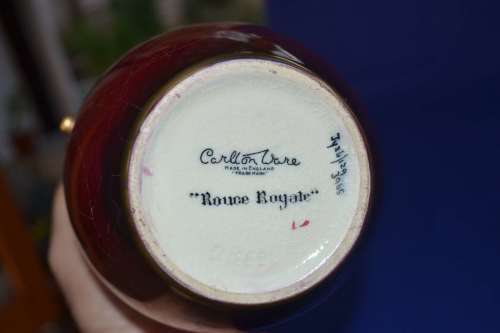 Carlton Ware
MADE IN ENGLAND
"TRADE MARK"
"Rouge Royale"